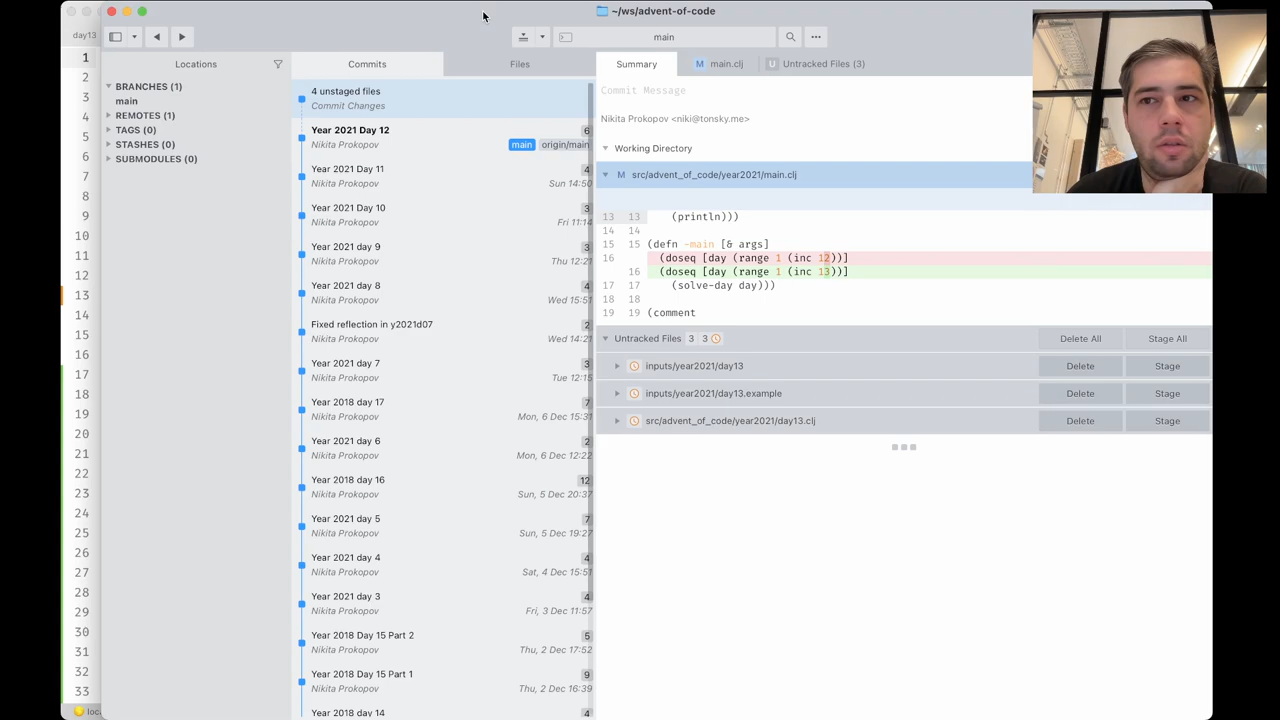 ~/ws/advent-of-code
day13
main
Locations
Commits
Files
Summary
M main.clj
U Untracked Files (3)
BRANCHES (1)
main
REMOTES (1)
TAGS (0)
STASHES (0)
SUBMODULES (0)
4 unstaged files
Commit Changes
Year 2021 Day 12 6
Nikita Prokopov main origin/main
Year 2021 Day 11 4
Nikita Prokopov Sun 14:50
Year 2021 Day 10 3
Nikita Prokopov Fri 11:14
Year 2021 day 9 3
Nikita Prokopov Thu 12:21
Year 2021 day 8 4
Nikita Prokopov Wed 15:51
Fixed reflection in y2021d07 2
Nikita Prokopov Wed 14:21
Year 2021 day 7 3
Nikita Prokopov Tue 12:15
Year 2018 day 17 7
Nikita Prokopov Mon, 6 Dec 15:31
Year 2021 day 6 2
Nikita Prokopov Mon, 6 Dec 12:22
Year 2018 day 16 12
Nikita Prokopov Sun, 5 Dec 20:37
Year 2021 day 5 7
Nikita Prokopov Sun, 5 Dec 19:27
Year 2021 day 4 4
Nikita Prokopov Sat, 4 Dec 15:51
Year 2021 day 3 4
Nikita Prokopov Fri, 3 Dec 11:57
Year 2018 Day 15 Part 2 5
Nikita Prokopov Thu, 2 Dec 17:52
Year 2018 Day 15 Part 1 9
Nikita Prokopov Thu, 2 Dec 16:39
Year 2018 day 14 4
Commit Message
Nikita Prokopov <niki@tonsky.me>
Working Directory
M src/advent_of_code/year2021/main.clj
13 13 (println)))
14 14
15 15 (defn -main [& args]
16 (doseq [day (range 1 (inc 12))]
16 (doseq [day (range 1 (inc 13))]
17 17 (solve-day day)))
18 18
19 19 (comment
Untracked Files 3 3 Delete All Stage All
inputs/year2021/day13 Delete Stage
inputs/year2021/day13.example Delete Stage
src/advent_of_code/year2021/day13.clj Delete Stage
1
2
3
4
5
6
7
8
9
10
11
12
13
14
15
16
17
18
19
20
21
22
23
24
25
26
27
28
29
30
31
32
33